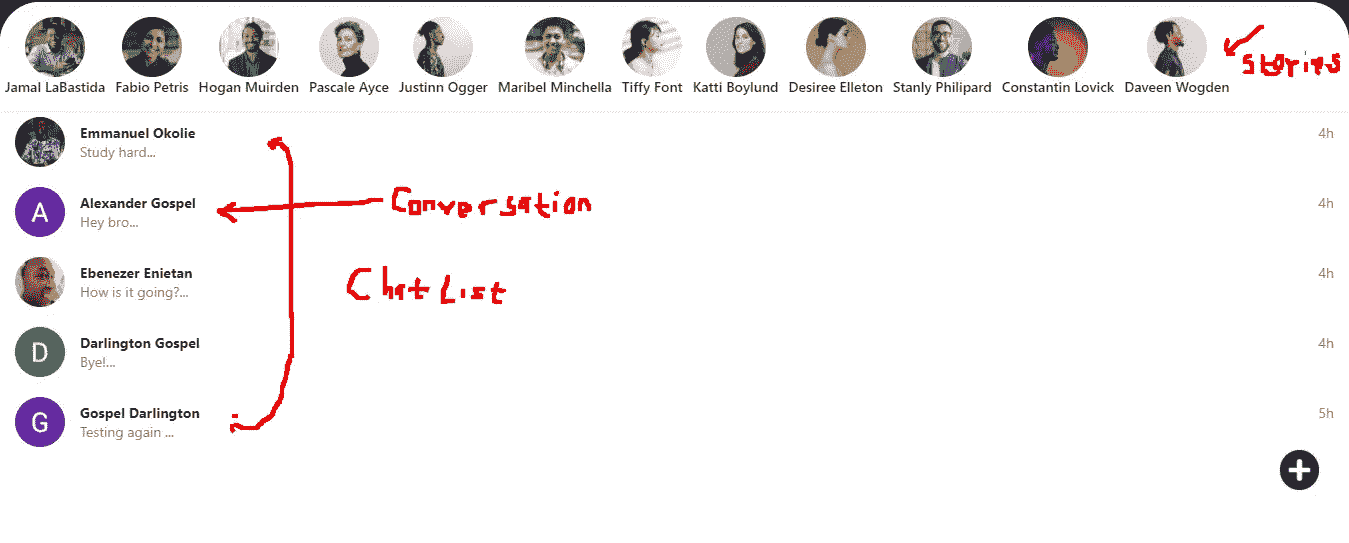 Jamal LaBastida Fabio Petris Hogan Muirden Pascale Ayce Justinn Ogger Maribel Minchella Tiffy Font Katti Boylund Desiree Elleton Stanly Philipard Constantin Lovick Daveen Wogden
Stories
Emmanuel Okolie 4h
Study hard...
Alexander Gospel 4h
A
Hey bro...
Conversation
Ebenezer Enietan 4h
How is it going?...
Chat List
Darlington Gospel 4h
D
Bye!...
Gospel Darlington 5h
G
Testing again ...